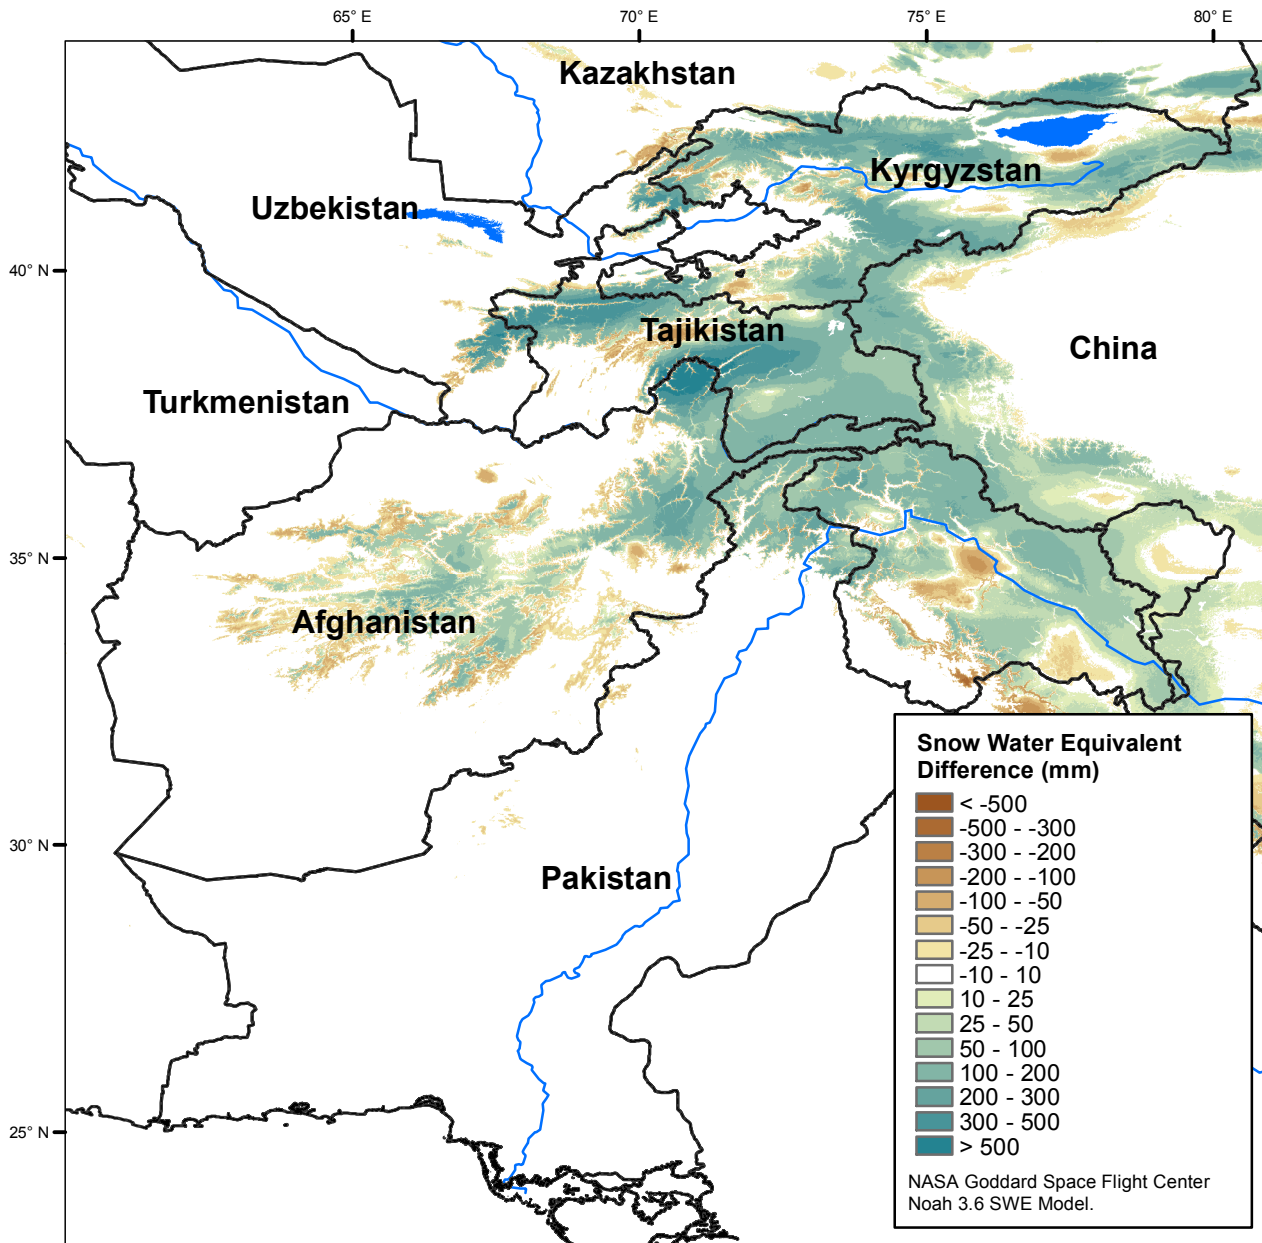 65° E
70° E
75° E
80° E
Kazakhstan
Kyrgyzstan
Uzbekistan
40° N
Tajikistan
China
Turkmenistan
35° N
Afghanistan
30° N
Pakistan
25° N
Snow Water Equivalent
Difference (mm)
< -500
-500 - -300
-300 - -200
-200 - -100
-100 - -50
-50 - -25
-25 - -10
-10 - 10
10 - 25
25 - 50
50 - 100
100 - 200
200 - 300
300 - 500
> 500
NASA Goddard Space Flight Center
Noah 3.6 SWE Model.